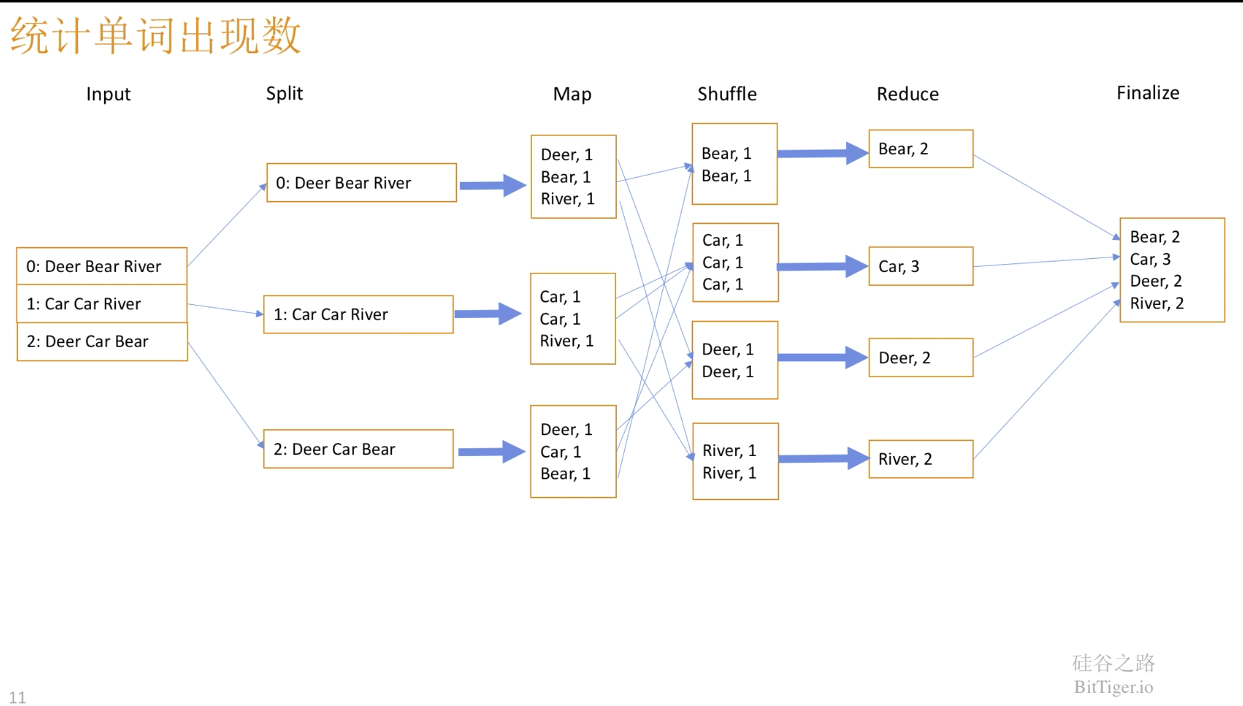 统计单词出现数
Input
Split
Map
Shuffle
Reduce
Finalize
0: Deer Bear River
1: Car Car River
2: Deer Car Bear
0: Deer Bear River
1: Car Car River
2: Deer Car Bear
Deer, 1
Bear, 1
River, 1
Car, 1
Car, 1
River, 1
Deer, 1
Car, 1
Bear, 1
Bear, 1
Bear, 1
Car, 1
Car, 1
Car, 1
Deer, 1
Deer, 1
River, 1
River, 1
Bear, 2
Car, 3
Deer, 2
River, 2
Bear, 2
Car, 3
Deer, 2
River, 2
硅谷之路
BitTiger.io
11